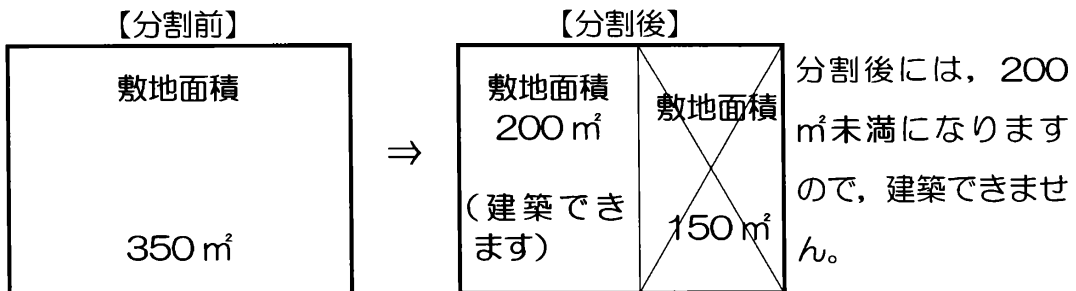 【分割前】
敷地面積
350㎡
⇒
【分割後】
敷地面積
200㎡
(建築でき
ます)
敷地面積
150㎡
分割後には，200
㎡未満になります
ので，建築できませ
ん。